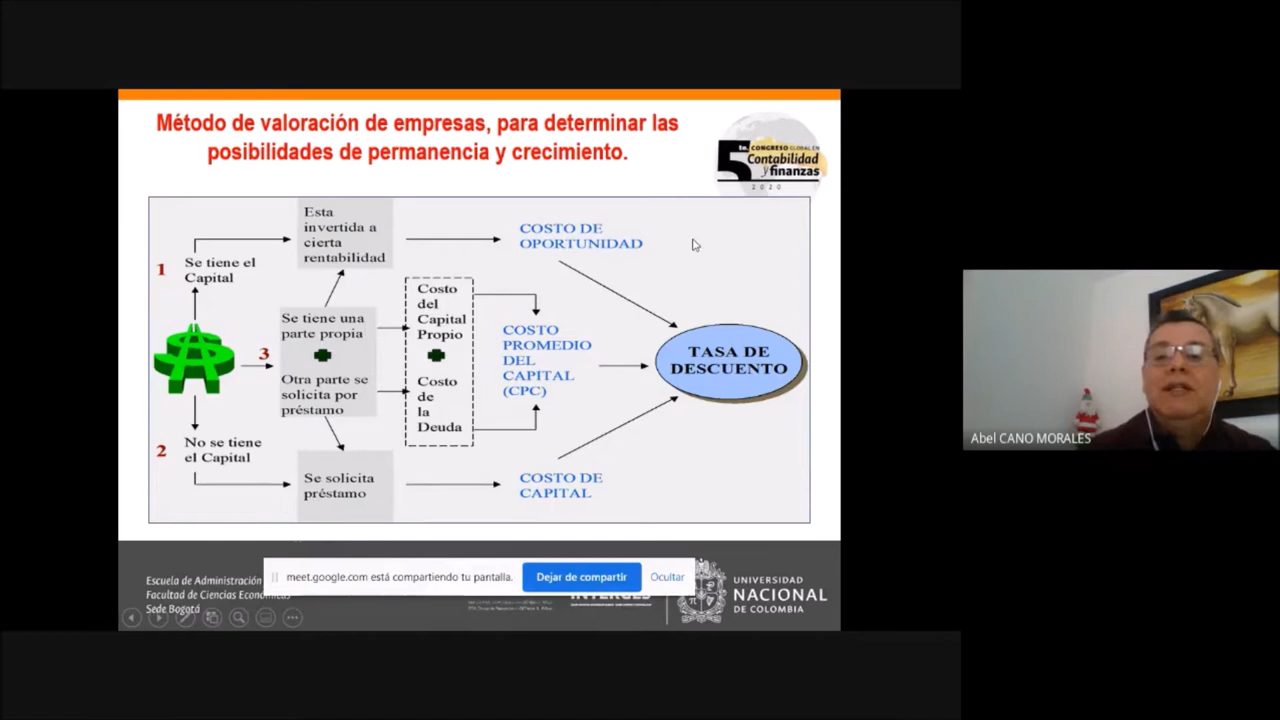 Método de valoración de empresas, para determinar las
posibilidades de permanencia y crecimiento.
5to. CONGRESO GLOBAL EN
Contabilidad
y finanzas
2020
Esta
invertida a
cierta
rentabilidad
COSTO DE
OPORTUNIDAD
1
Se tiene el
Capital
Se tiene una
parte propia
3
Otra parte se
solicita por
préstamo
Costo
del
Capital
Propio
Costo
de
la
Deuda
COSTO
PROMEDIO
DEL
CAPITAL
(CPC)
TASA DE
DESCUENTO
2
No se tiene
el Capital
Se solicita
préstamo
COSTO DE
CAPITAL
Abel CANO MORALES
Escuela de Administración
Facultad de Ciencias Económicas
Sede Bogotá
meet.google.com está compartiendo tu pantalla.
Dejar de compartir
Ocultar
UNIVERSIDAD
NACIONAL
DE COLOMBIA